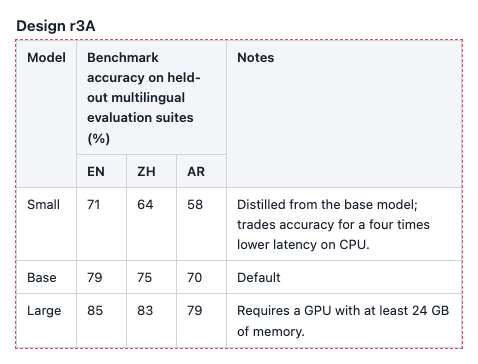 Design r3A
Model
Benchmark
accuracy on held-
out multilingual
evaluation suites
(%)
Notes
EN ZH AR
Small 71 64 58 Distilled from the base model;
trades accuracy for a four times
lower latency on CPU.
Base 79 75 70 Default
Large 85 83 79 Requires a GPU with at least 24 GB
of memory.